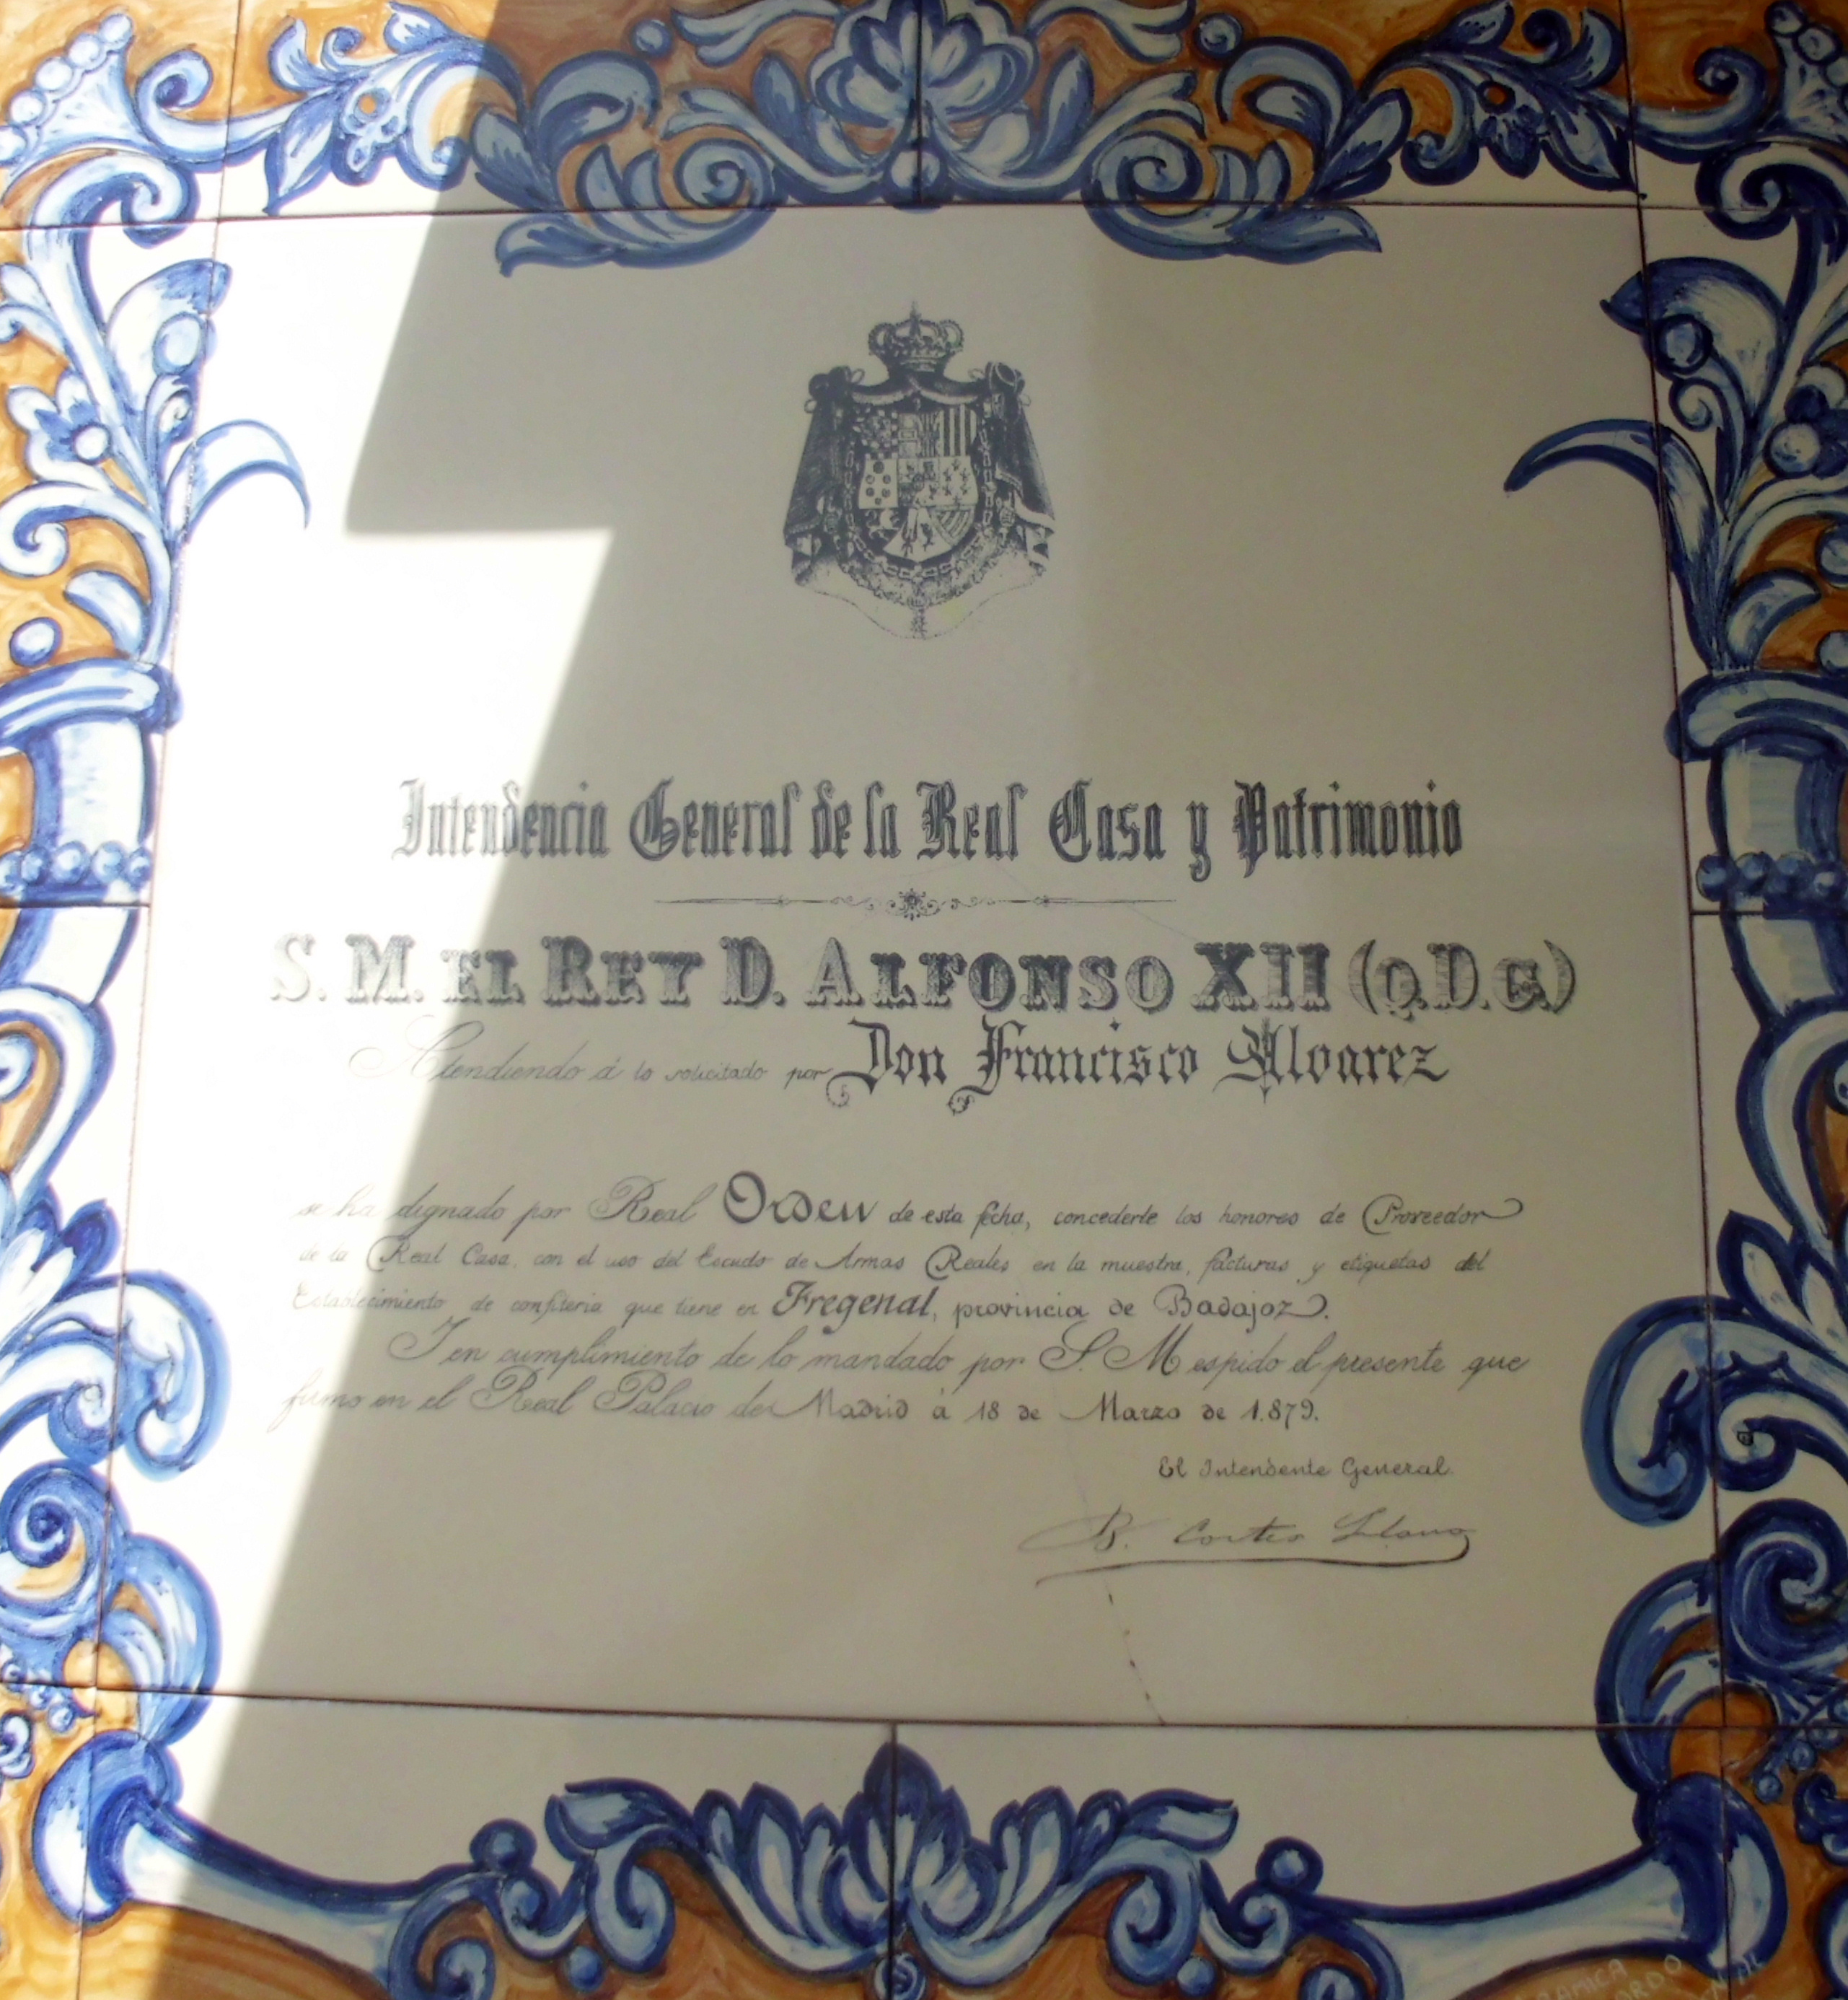 Intendencia General de la Real Casa y Patrimonio
S. M. EL REY D. ALFONSO XII (Q.D.G.)
Atendiendo á lo solicitado por Don Francisco Alvarez
se ha dignado por Real Orden de esta fecha, concederle los honores de Proveedor
de la Real Casa, con el uso del Escudo de Armas Reales en la muestra, facturas y etiquetas del
Establecimiento de confiteria que tiene en Fregenal, provincia de Badajoz.
I en cumplimiento de lo mandado por S. M espido el presente que
firmo en el Real Palacio de Madrid á 18 de Marzo de 1.879.
El Intendente General
B. Cortes Llano